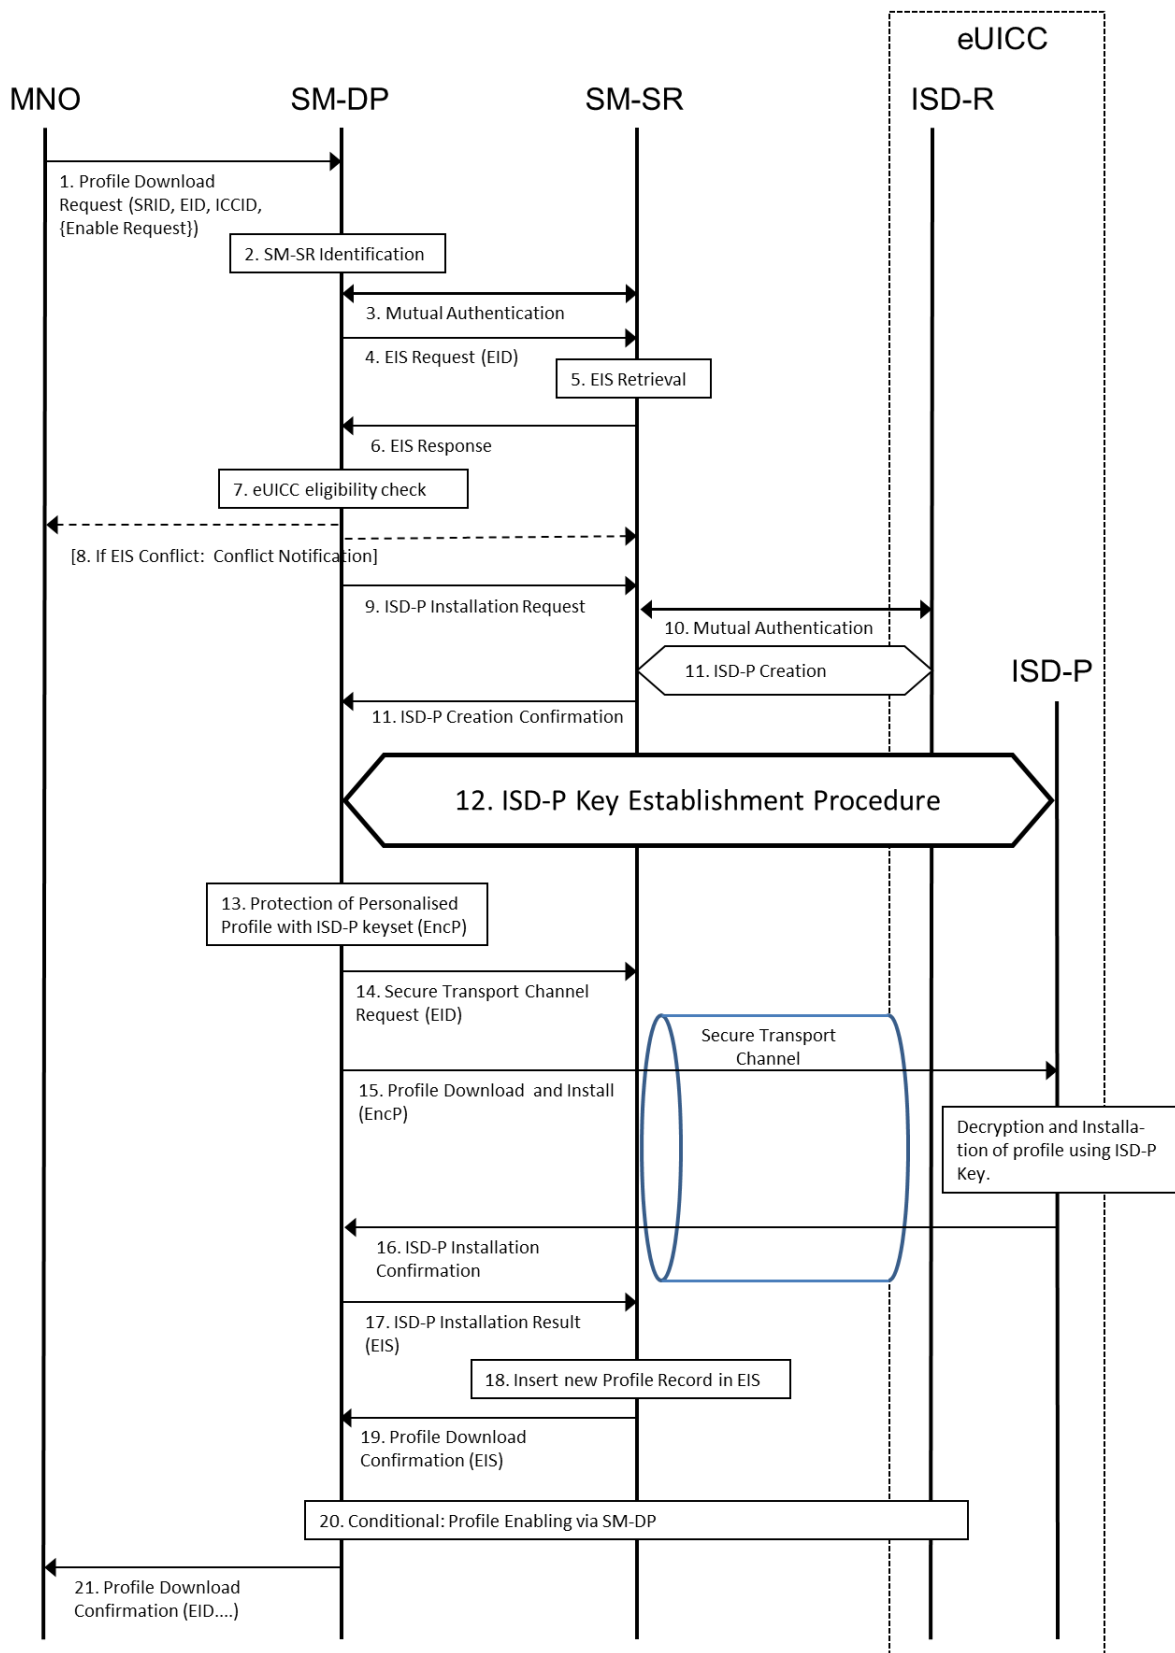 eUICC
MNO
SM-DP
SM-SR
ISD-R
1. Profile Download
Request (SRID, EID, ICCID,
{Enable Request})
2. SM-SR Identification
3. Mutual Authentication
4. EIS Request (EID)
5. EIS Retrieval
6. EIS Response
7. eUICC eligibility check
[8. If EIS Conflict: Conflict Notification]
9. ISD-P Installation Request
10. Mutual Authentication
11. ISD-P Creation
ISD-P
11. ISD-P Creation Confirmation
12. ISD-P Key Establishment Procedure
13. Protection of Personalised
Profile with ISD-P keyset (EncP)
14. Secure Transport Channel
Request (EID)
Secure Transport
Channel
15. Profile Download and Install
(EncP)
Decryption and Installa-
tion of profile using ISD-P
Key.
16. ISD-P Installation
Confirmation
17. ISD-P Installation Result
(EIS)
18. Insert new Profile Record in EIS
19. Profile Download
Confirmation (EIS)
20. Conditional: Profile Enabling via SM-DP
21. Profile Download
Confirmation (EID....)